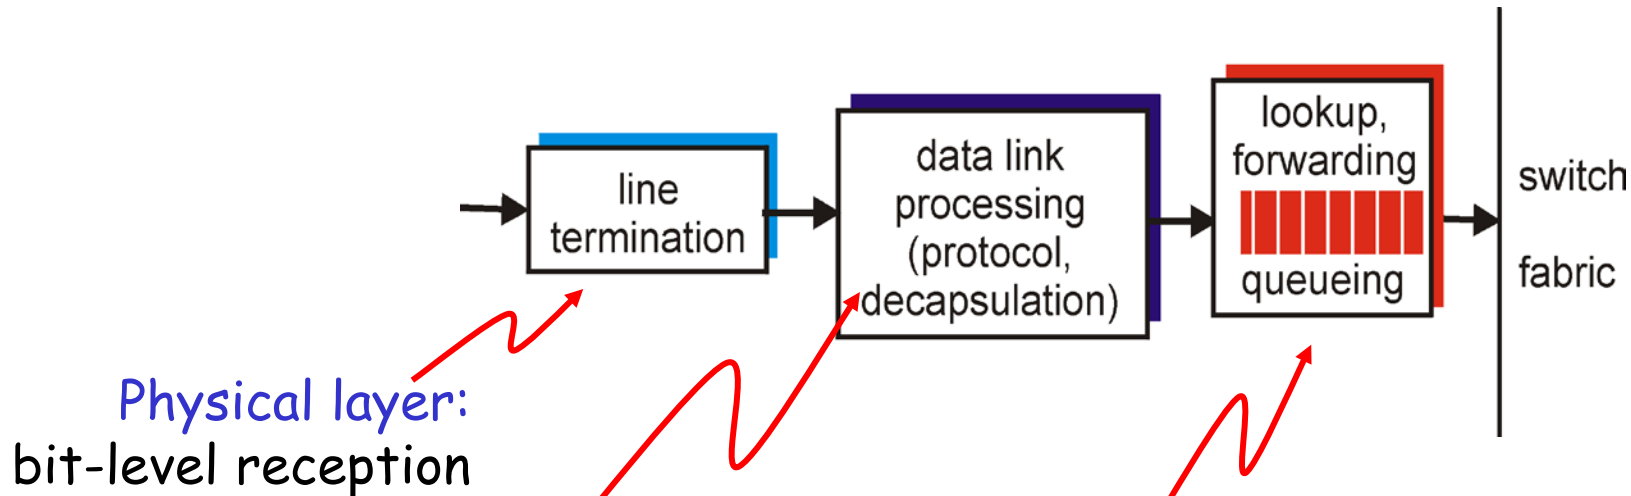 line
termination
data link
processing
(protocol,
decapsulation)
lookup,
forwarding
queueing
switch
fabric
Physical layer:
bit-level reception